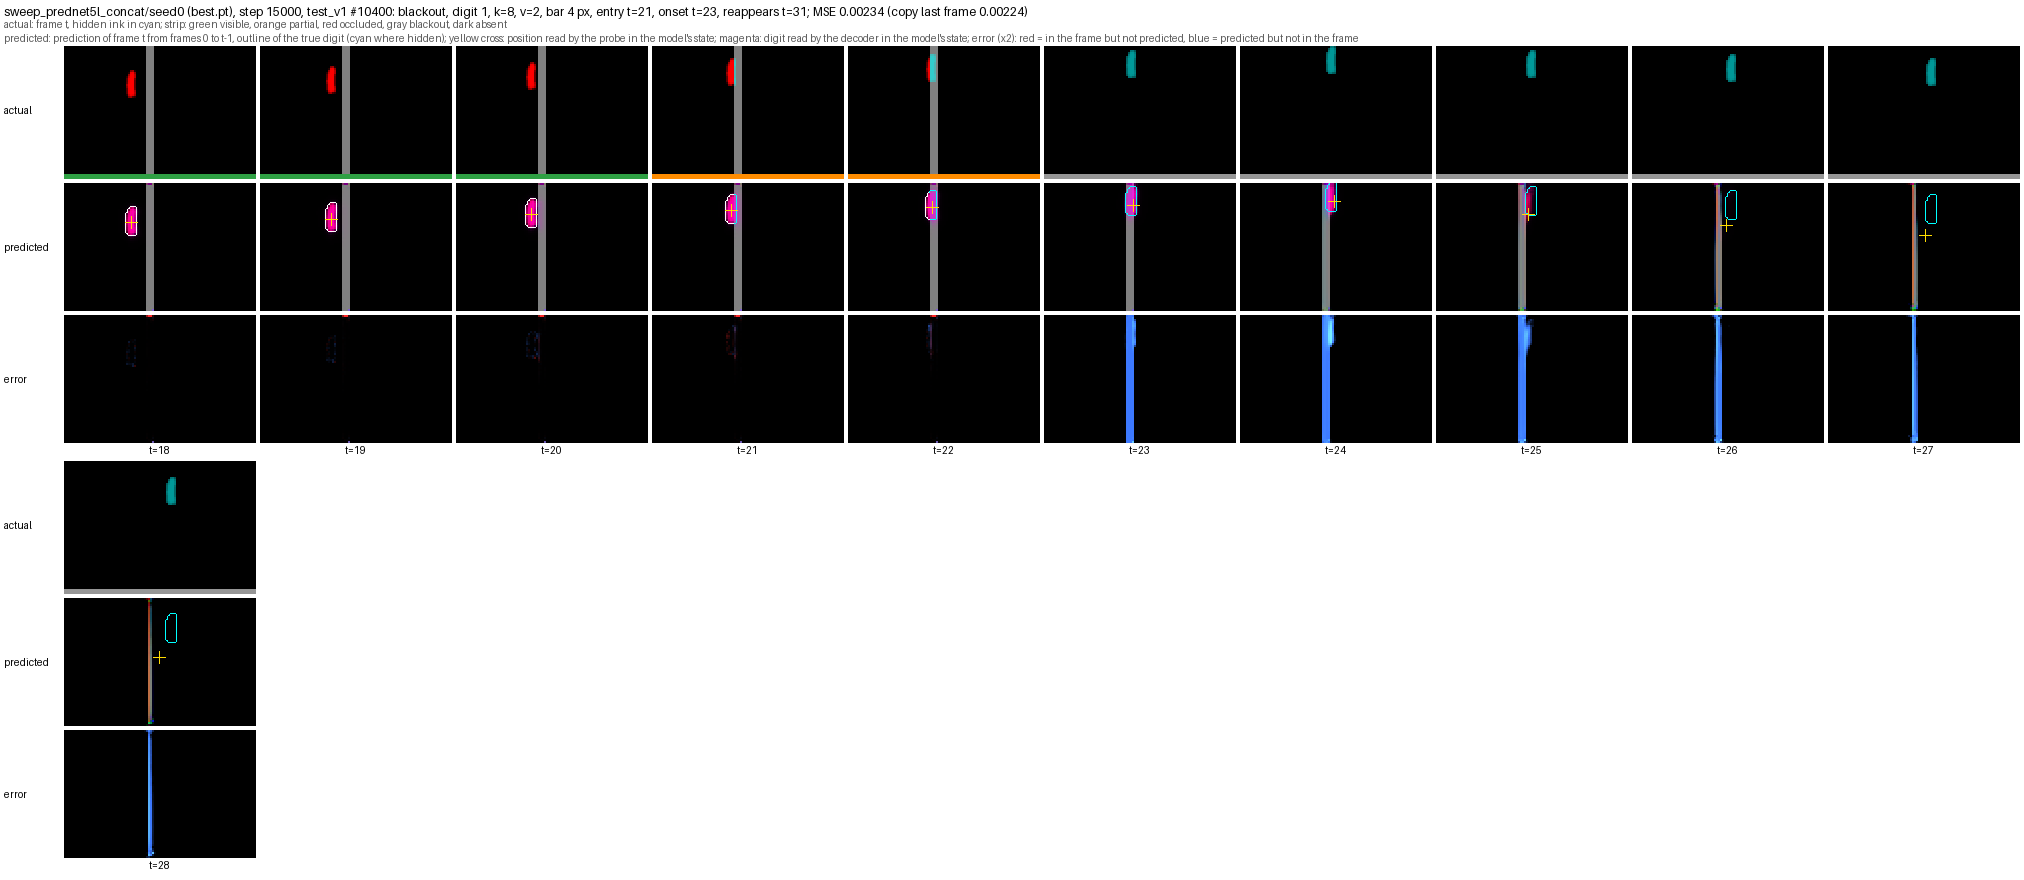 sweep_prednet5l_concat/seed0 (best.pt), step 15000, test_v1 #10400: blackout, digit 1, k=8, v=2, bar 4 px, entry t=21, onset t=23, reappears t=31; MSE 0.00234 (copy last frame 0.00224)
actual: frame t, hidden ink in cyan; strip: green visible, orange partial, red occluded, gray blackout, dark absent
predicted: prediction of frame t from frames 0 to t-1, outline of the true digit (cyan where hidden); yellow cross: position read by the probe in the model's state; magenta: digit read by the decoder in the model's state; error (x2): red = in the frame but not predicted, blue = predicted but not in the frame
actual
predicted
error
t=18 t=19 t=20 t=21 t=22 t=23 t=24 t=25 t=26 t=27
actual
predicted
error
t=28